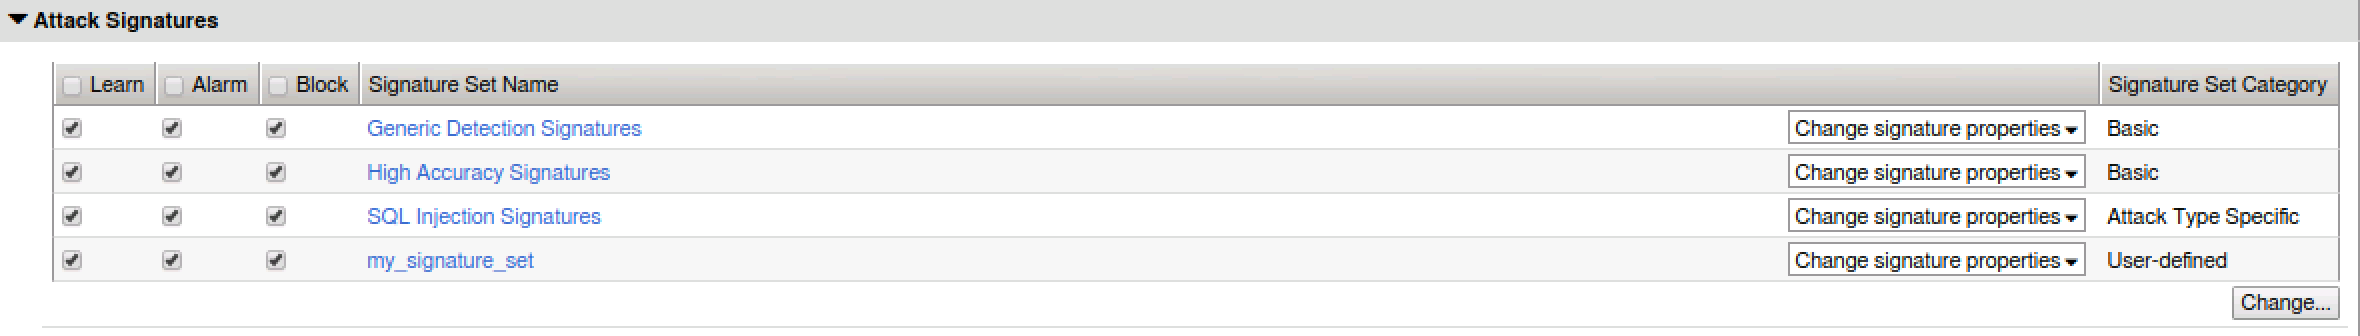 Attack Signatures
Learn Alarm Block Signature Set Name Signature Set Category
Generic Detection Signatures Change signature properties Basic
High Accuracy Signatures Change signature properties Basic
SQL Injection Signatures Change signature properties Attack Type Specific
my_signature_set Change signature properties User-defined
Change...